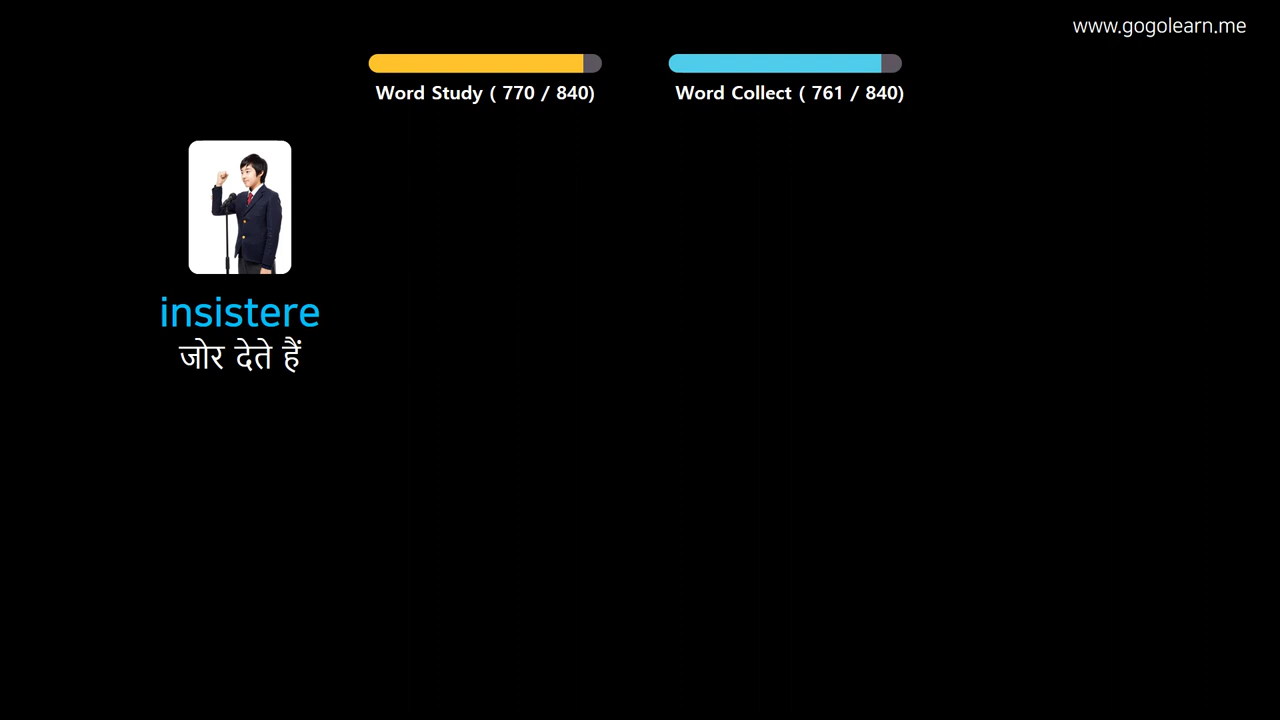 www.gogolearn.me
Word Study ( 770 / 840)
Word Collect ( 761 / 840)
insistere
जोर देते हैं